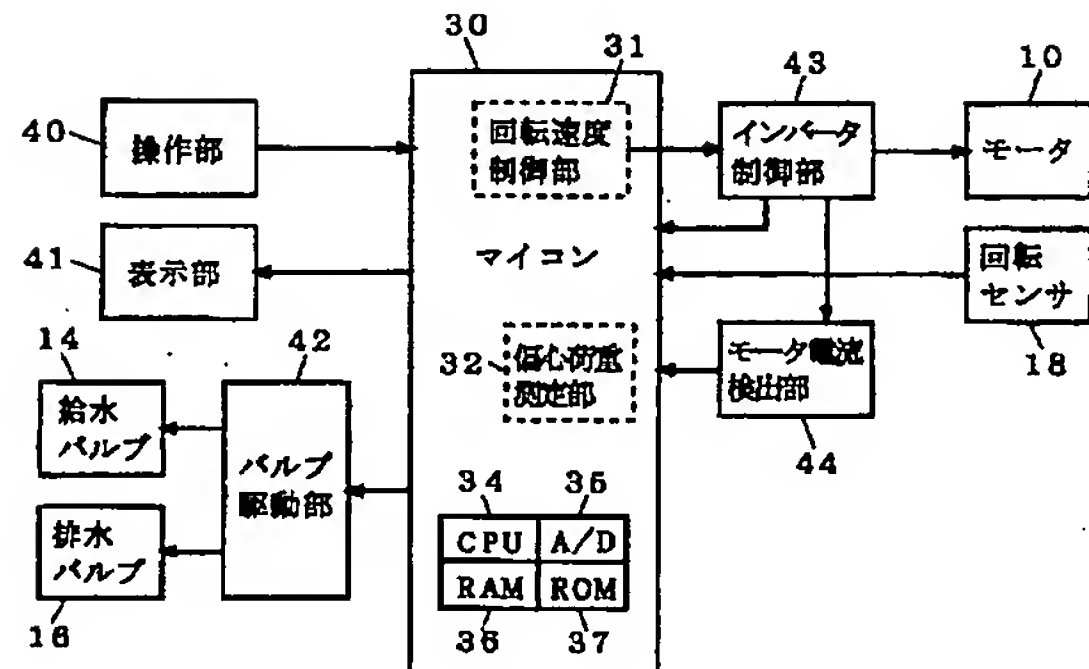 30
31
43
10
40
操作部
回転速度
制御部
インバータ
制御部
モータ
41
表示部
マイコン
回転
センサ
18
14
42
32
偏心荷重
測定部
モータ電流
検出部
44
給水
バルブ
バルブ
駆動部
排水
バルブ
16
34
35
CPU
A/D
RAM
ROM
36
37